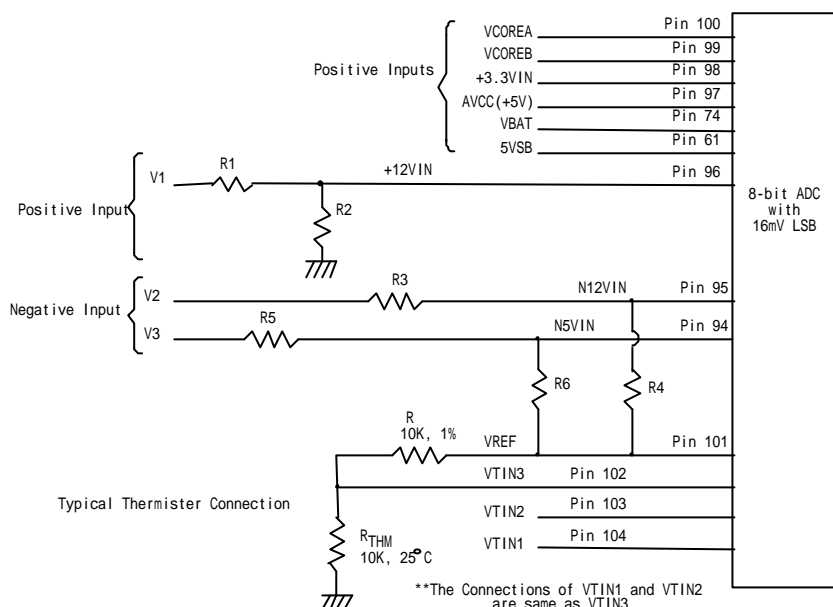 VCOREA Pin 100
VCOREB Pin 99
Positive Inputs +3.3VIN Pin 98
AVCC(+5V) Pin 97
VBAT Pin 74
5VSB Pin 61
R1
V1 +12VIN Pin 96
8-bit ADC
with
16mV LSB
Positive Input
R2
R3
V2 N12VIN Pin 95
Negative Input
R5
V3 N5VIN Pin 94
R6 R4
R
10K, 1%
VREF Pin 101
VTIN3 Pin 102
Typical Thermister Connection
VTIN2 Pin 103
RTHM
10K, 25°C
VTIN1 Pin 104
**The Connections of VTIN1 and VTIN2
are same as VTIN3